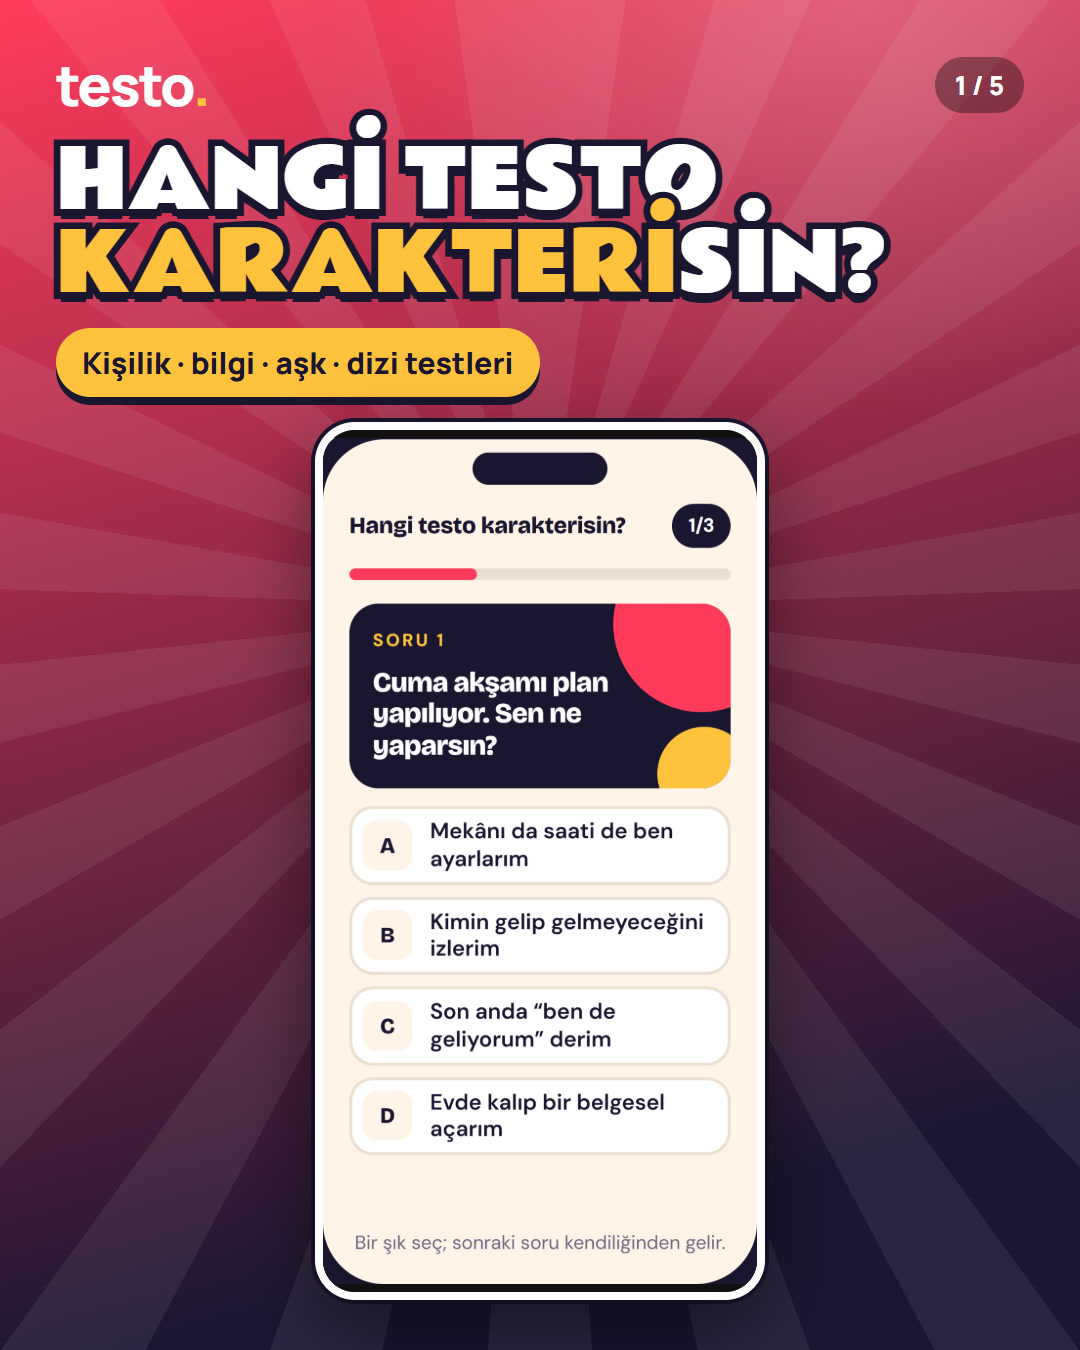 testo.
1 / 5
HANGİ TESTO
KARAKTERİSİN?
Kişilik · bilgi · aşk · dizi testleri
Hangi testo karakterisin?
1/3
SORU 1
Cuma akşamı plan
yapılıyor. Sen ne
yaparsın?
A
Mekânı da saati de ben
ayarlarım
B
Kimin gelip gelmeyeceğini
izlerim
C
Son anda “ben de
geliyorum” derim
D
Evde kalıp bir belgesel
açarım
Bir şık seç; sonraki soru kendiliğinden gelir.